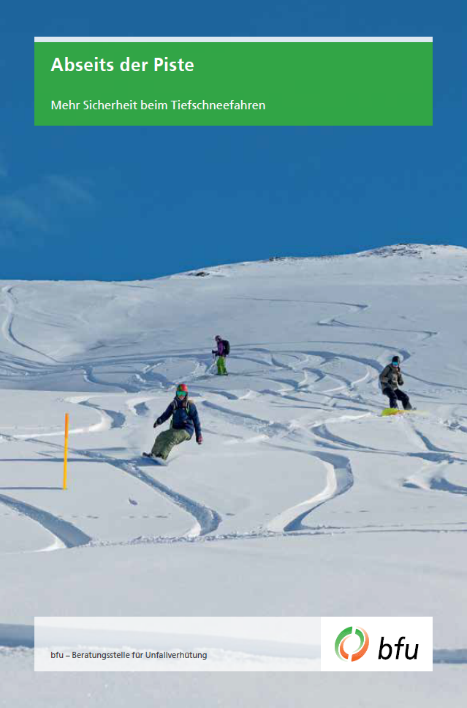 Abseits der Piste
Mehr Sicherheit beim Tiefschneefahren
bfu – Beratungsstelle für Unfallverhütung
bfu